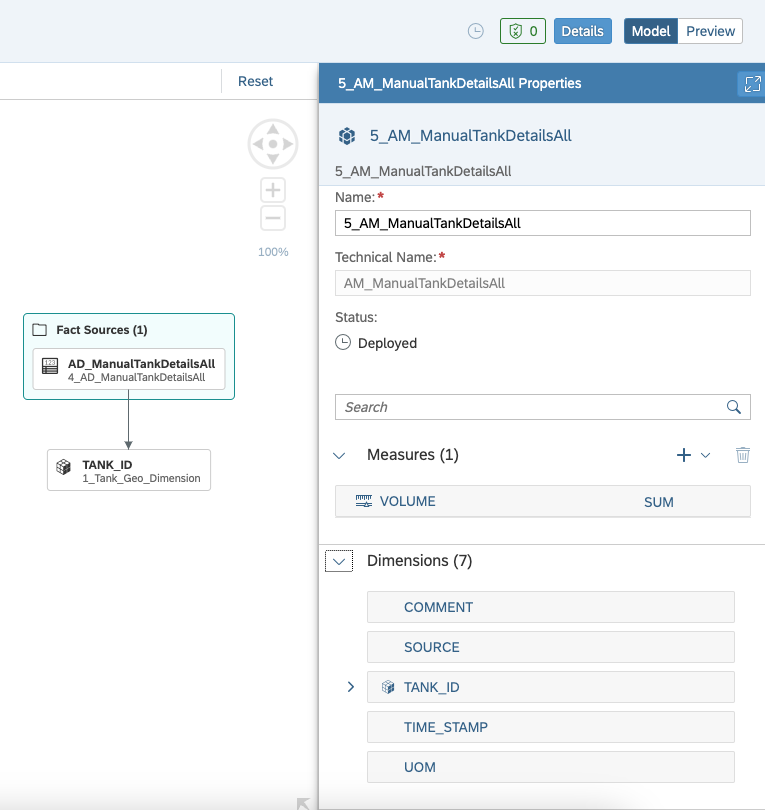 0
Details
Model
Preview
Reset
5_AM_ManualTankDetailsAll Properties
5_AM_ManualTankDetailsAll
5_AM_ManualTankDetailsAll
Name:*
5_AM_ManualTankDetailsAll
Technical Name:*
AM_ManualTankDetailsAll
Status:
Deployed
Search
Measures (1)
VOLUME SUM
Dimensions (7)
COMMENT
SOURCE
TANK_ID
TIME_STAMP
UOM
100%
Fact Sources (1)
123
AD_ManualTankDetailsAll
4_AD_ManualTankDetailsAll
TANK_ID
1_Tank_Geo_Dimension